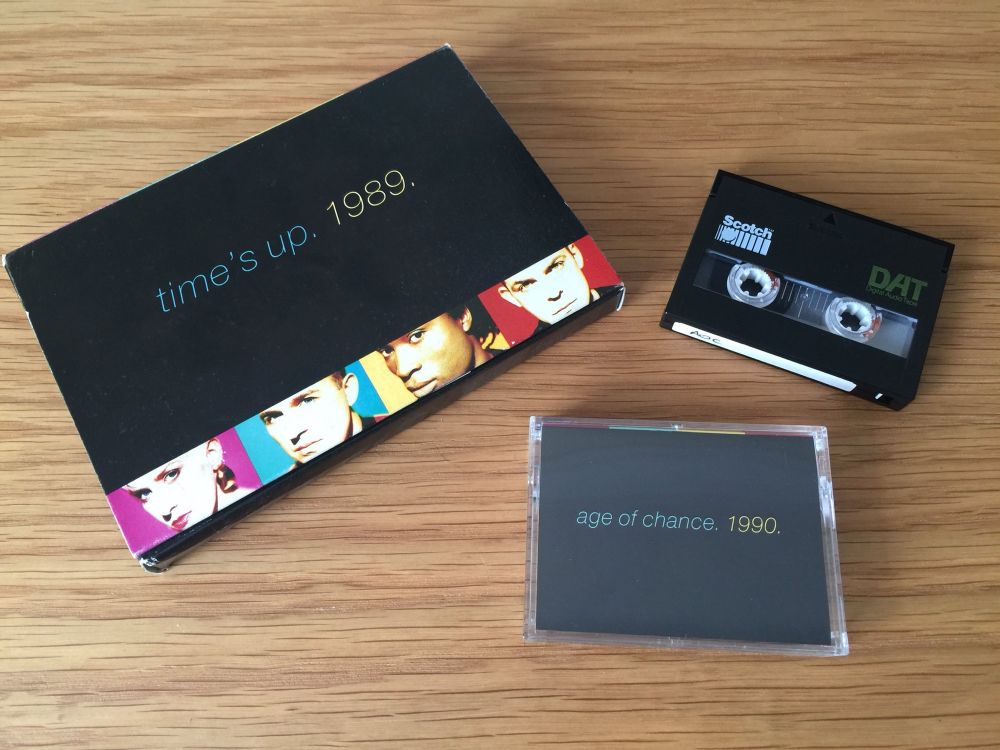 time's up. 1989.
Scotch
DAT
Digital Audio Tape
AOC
age of chance. 1990.